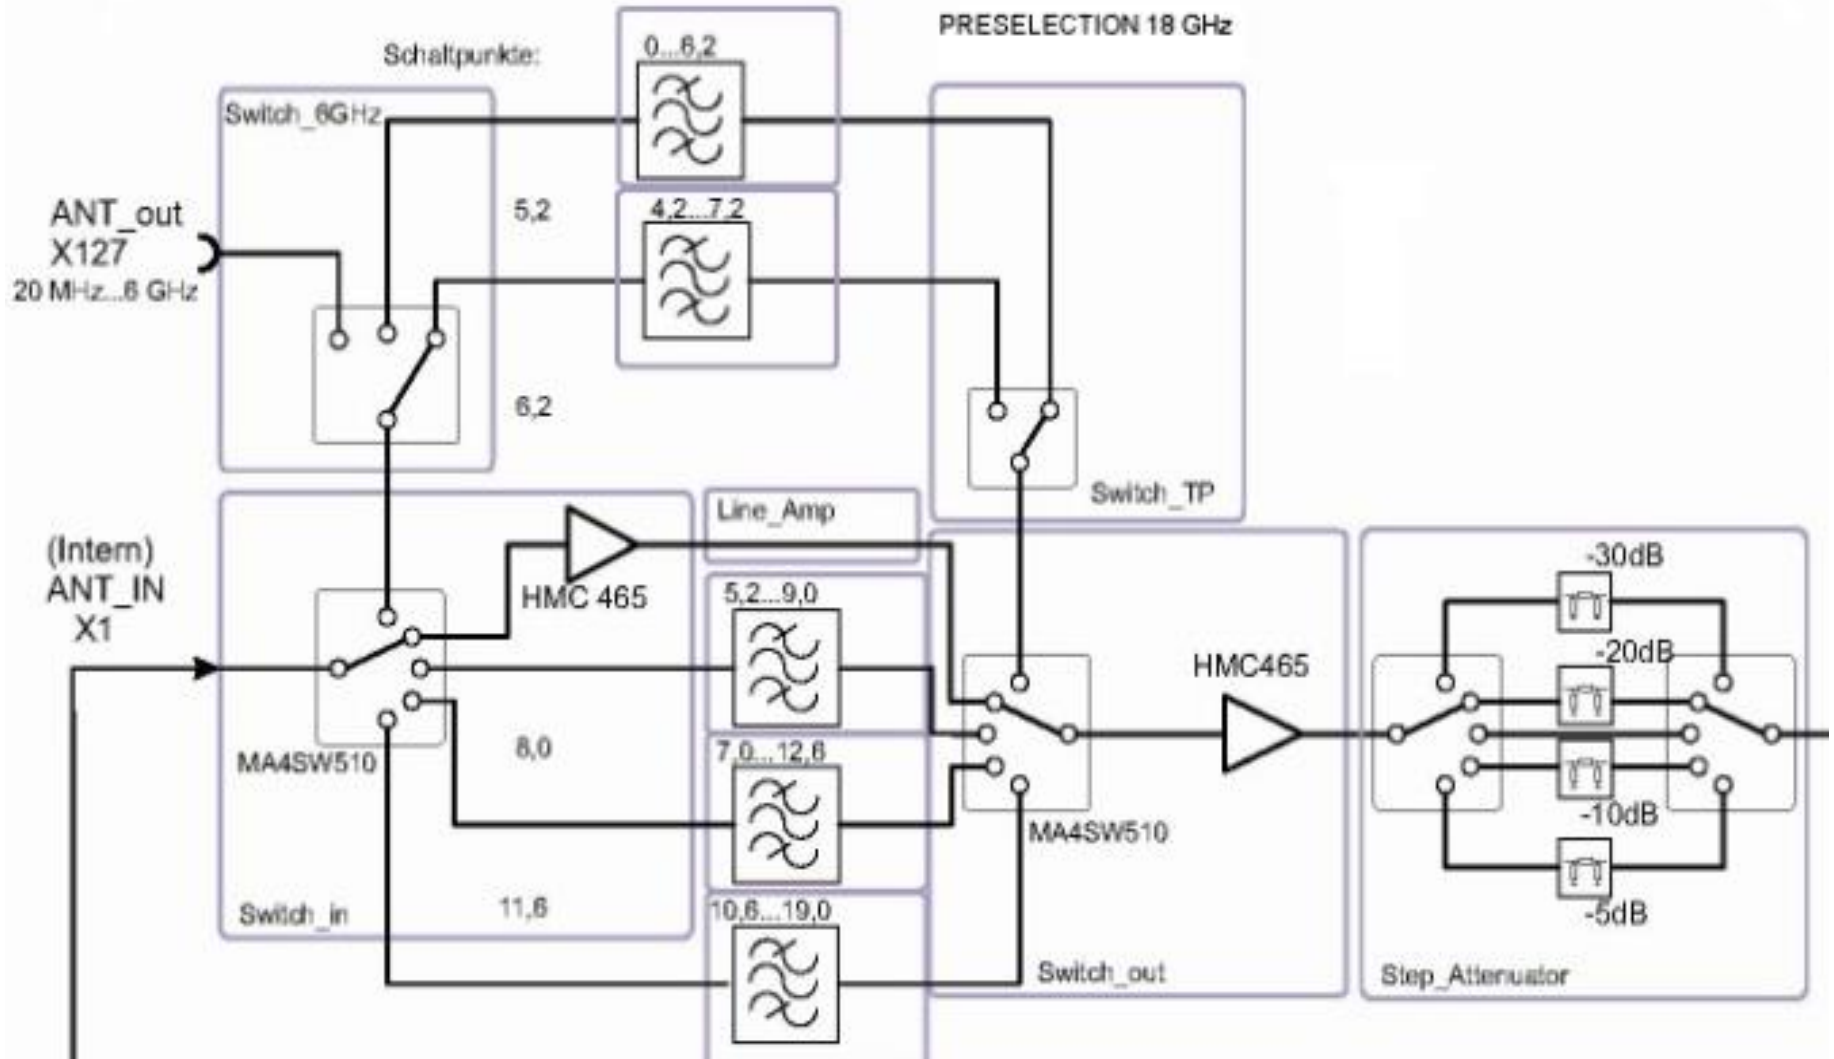 PRESELECTION 18 GHz
Schaltpunkte:
0...6,2
Switch_6GHz
ANT_out
X127
20 MHz...6 GHz
5,2
4,2...7,2
6,2
Switch_TP
Line_Amp
(Intern)
ANT_IN
X1
HMC 465
5,2...9,0
-30dB
-20dB
HMC465
MA4SW510
8,0
7,0...12,6
MA4SW510
-10dB
-5dB
Switch_in
11,6
10,6...19,0
Switch_out
Step_Attenuator